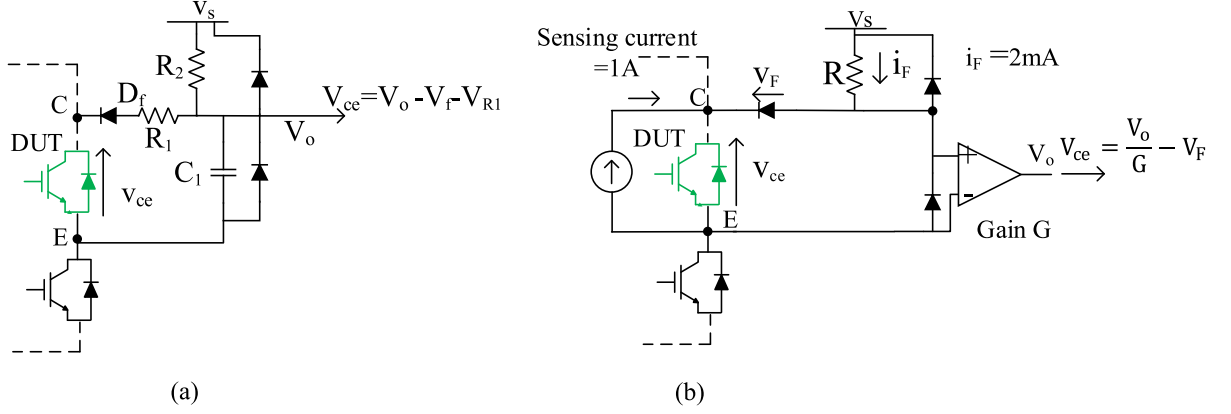 Vs
R2
C
Df
R1
Vce=Vo -Vf-VR1
Vo
DUT
C1
vce
E
(a)
Sensing current
=1A
Vs
R
iF
iF =2mA
VF
C
DUT
vce
E
+
-
Gain G
Vo
Vce = Vo/G − VF
(b)